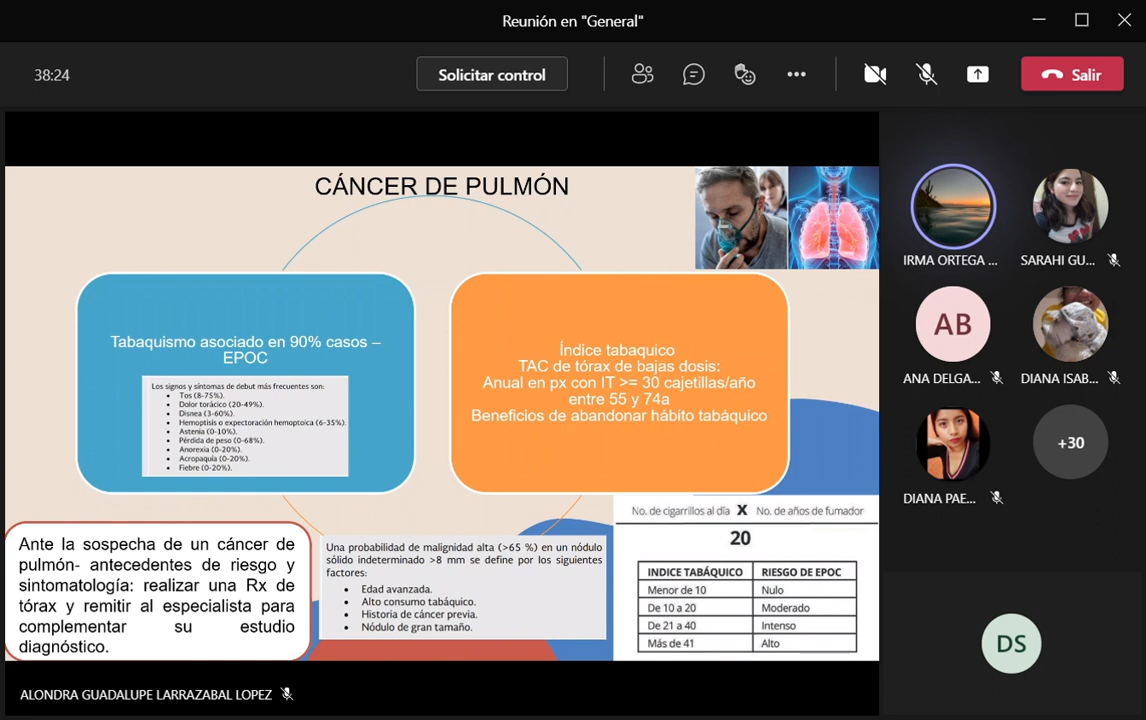 Reunión en "General"
38:24
Solicitar control
Salir
CÁNCER DE PULMÓN
Tabaquismo asociado en 90% casos –
EPOC
Los signos y síntomas de debut más frecuentes son:
• Tos (8-75%).
• Dolor torácico (20-49%).
• Disnea (3-60%).
• Hemoptisis o expectoración hemoptoica (6-35%).
• Astenia (0-10%).
• Pérdida de peso (0-68%).
• Anorexia (0-20%).
• Acropaquía (0-20%).
• Fiebre (0-20%).
Índice tabaquico
TAC de tórax de bajas dosis:
Anual en px con IT >= 30 cajetillas/año
entre 55 y 74a
Beneficios de abandonar hábito tabáquico
Ante la sospecha de un cáncer de
pulmón- antecedentes de riesgo y
sintomatología: realizar una Rx de
tórax y remitir al especialista para
complementar su estudio
diagnóstico.
Una probabilidad de malignidad alta (>65 %) en un nódulo
sólido indeterminado >8 mm se define por los siguientes
factores:
• Edad avanzada.
• Alto consumo tabáquico.
• Historia de cáncer previa.
• Nódulo de gran tamaño.
No. de cigarrillos al día X No. de años de fumador
20
INDICE TABÁQUICO RIESGO DE EPOC
Menor de 10 Nulo
De 10 a 20 Moderado
De 21 a 40 Intenso
Más de 41 Alto
IRMA ORTEGA ...
SARAHI GU...
AB
ANA DELGA...
DIANA ISAB...
DIANA PAE...
+30
DS
ALONDRA GUADALUPE LARRAZABAL LOPEZ